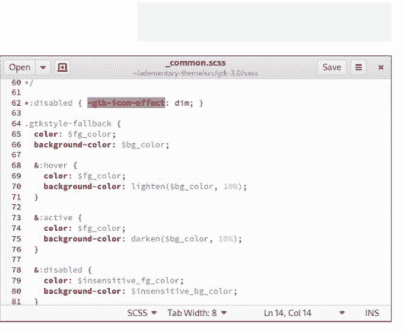 Open
_common.scss
~/adementary-theme/scc/gtk-3.0/sass
Save
60 */
61
62 *:disabled { -gtk-icon-effect: dim; }
63
64 .gtkstyle-fallback {
65 color: $fg_color;
66 background-color: $bg_color;
67
68 &:hover {
69 color: $fg_color;
70 background-color: lighten($bg_color, 10%);
71 }
72
73 &:active {
74 color: $fg_color;
75 background-color: darken($bg_color, 10%);
76 }
77
78 &:disabled {
79 color: $insensitive_fg_color;
80 background-color: $insensitive_bg_color;
81 }
SCSS Tab Width: 8 Ln 14, Col 14 INS